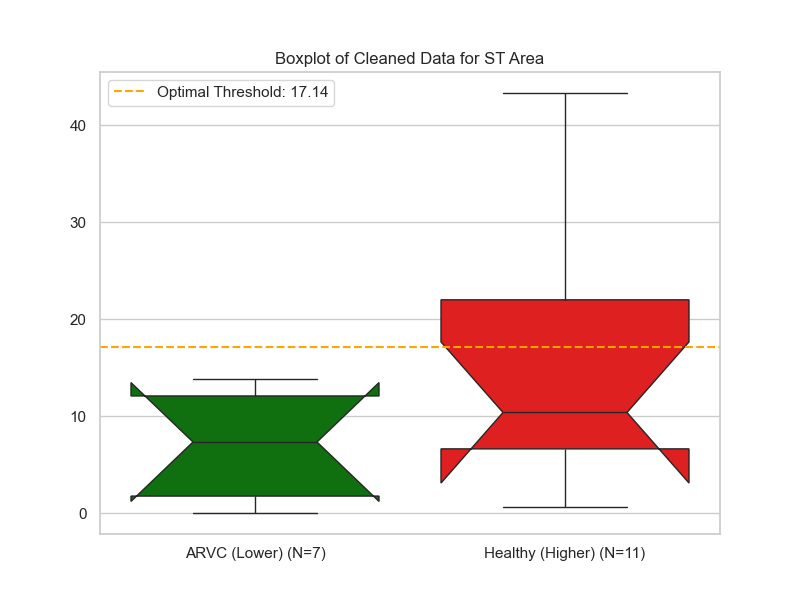 Boxplot of Cleaned Data for ST Area
Optimal Threshold: 17.14
40
30
20
10
0
ARVC (Lower) (N=7)
Healthy (Higher) (N=11)